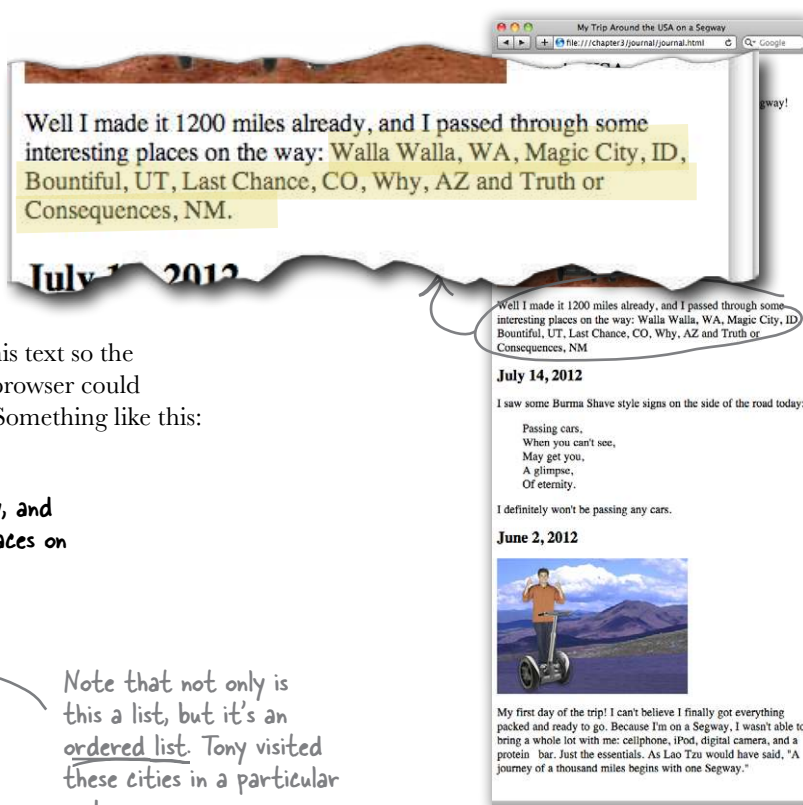 My Trip Around the USA on a Segway
file:///chapter3/journal/journal.html
Google
gway!
Well I made it 1200 miles already, and I passed through some
interesting places on the way: Walla Walla, WA, Magic City, ID,
Bountiful, UT, Last Chance, CO, Why, AZ and Truth or
Consequences, NM.
July 2012
his text so the
browser could
Something like this:
, and
aces on
Note that not only is
this a list, but it's an
ordered list. Tony visited
these cities in a particular
Well I made it 1200 miles already, and I passed through some
interesting places on the way: Walla Walla, WA, Magic City, ID
Bountiful, UT, Last Chance, CO, Why, AZ and Truth or
Consequences, NM
July 14, 2012
I saw some Burma Shave style signs on the side of the road today:
Passing cars,
When you can't see,
May get you,
A glimpse,
Of eternity.
I definitely won't be passing any cars.
June 2, 2012
My first day of the trip! I can't believe I finally got everything
packed and ready to go. Because I'm on a Segway, I wasn't able to
bring a whole lot with me: cellphone, iPod, digital camera, and a
protein bar. Just the essentials. As Lao Tzu would have said, "A
journey of a thousand miles begins with one Segway."